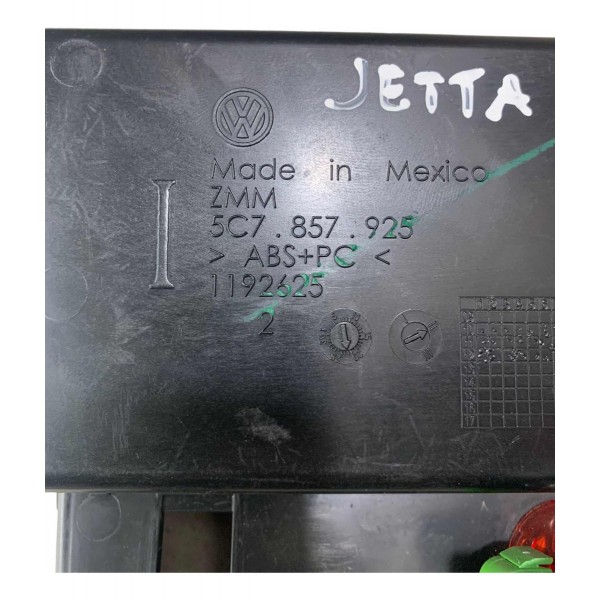 JETTA
Made in Mexico
ZMM
5C7.857.925
> ABS+PC <
1192625
2